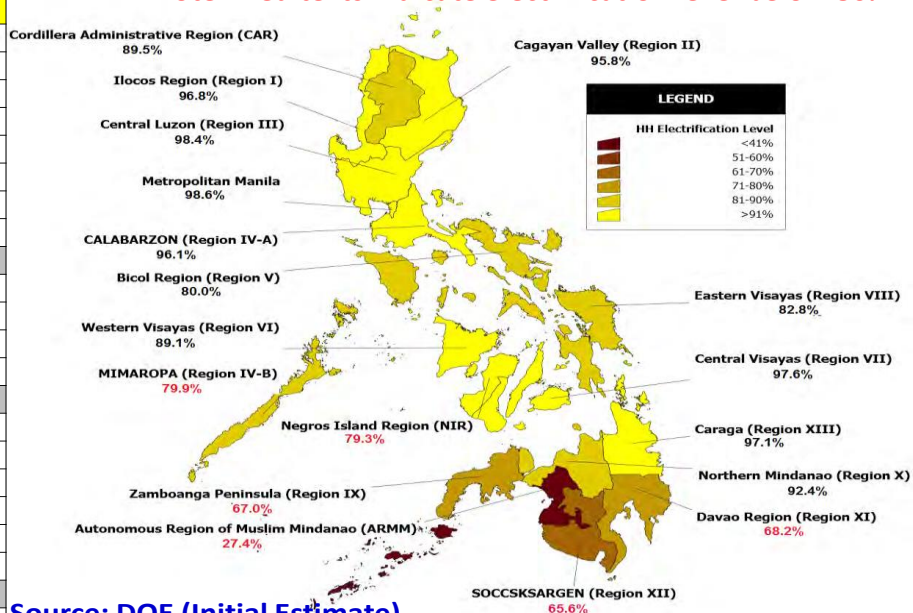 Cordillera Administrative Region (CAR)
89.5%
Cagayan Valley (Region II)
95.8%
Ilocos Region (Region I)
96.8%
Central Luzon (Region III)
98.4%
Metropolitan Manila
98.6%
LEGEND
HH Electrification Level
<41%
51-60%
61-70%
71-80%
81-90%
>91%
CALABARZON (Region IV-A)
96.1%
Bicol Region (Region V)
80.0%
Eastern Visayas (Region VIII)
82.8%
Western Visayas (Region VI)
89.1%
Central Visayas (Region VII)
97.6%
MIMAROPA (Region IV-B)
79.9%
Negros Island Region (NIR)
79.3%
Caraga (Region XIII)
97.1%
Northern Mindanao (Region X)
92.4%
Zamboanga Peninsula (Region IX)
67.0%
Davao Region (Region XI)
68.2%
Autonomous Region of Muslim Mindanao (ARMM)
27.4%
SOCCSKSARGEN (Region XII)
65.6%
Source: DOE (Initial Estimate)